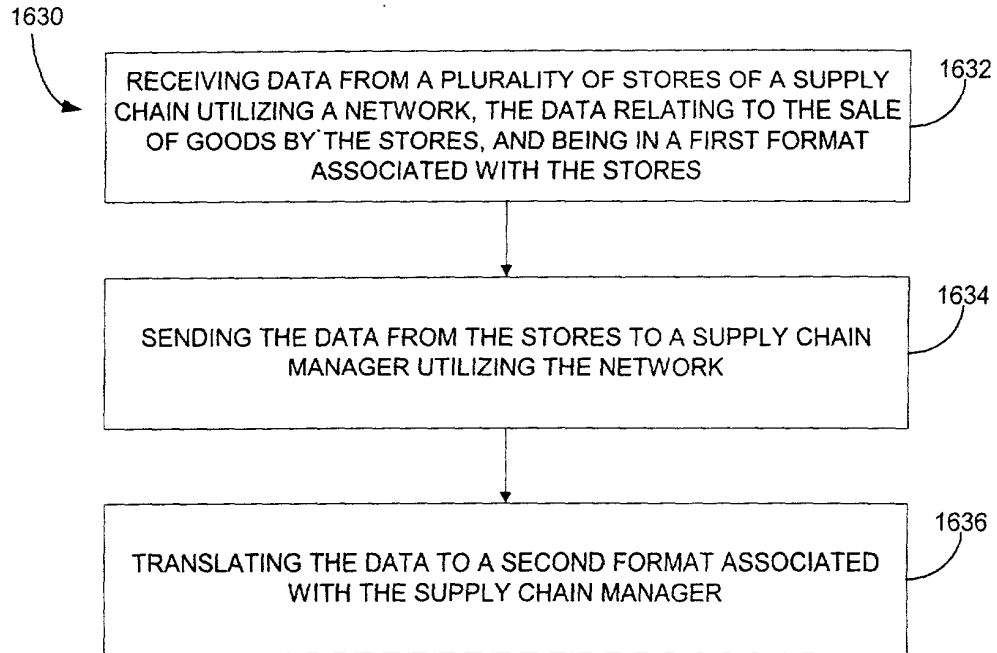 1630
RECEIVING DATA FROM A PLURALITY OF STORES OF A SUPPLY
CHAIN UTILIZING A NETWORK, THE DATA RELATING TO THE SALE
OF GOODS BY THE STORES, AND BEING IN A FIRST FORMAT
ASSOCIATED WITH THE STORES
1632
SENDING THE DATA FROM THE STORES TO A SUPPLY CHAIN
MANAGER UTILIZING THE NETWORK
1634
TRANSLATING THE DATA TO A SECOND FORMAT ASSOCIATED
WITH THE SUPPLY CHAIN MANAGER
1636